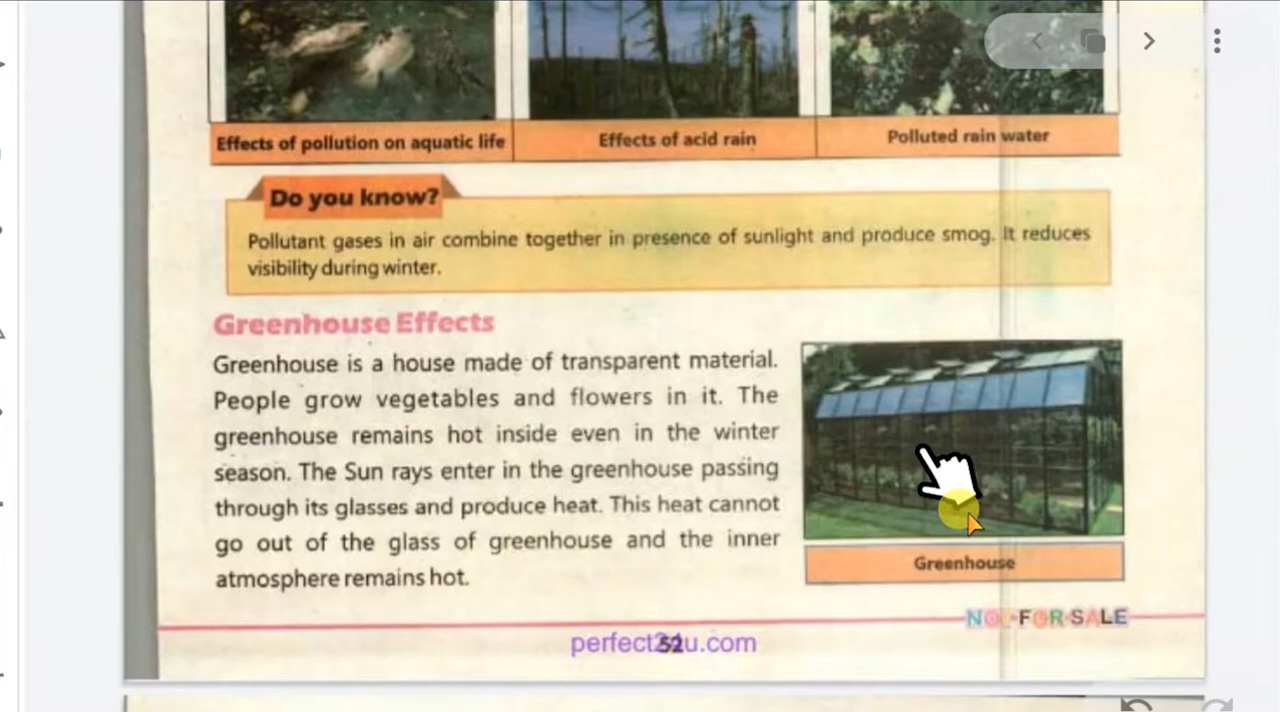 Effects of pollution on aquatic life
Effects of acid rain
Polluted rain water
Do you know?
Pollutant gases in air combine together in presence of sunlight and produce smog. It reduces
visibility during winter.
Greenhouse Effects
Greenhouse is a house made of transparent material.
People grow vegetables and flowers in it. The
greenhouse remains hot inside even in the winter
season. The Sun rays enter in the greenhouse passing
through its glasses and produce heat. This heat cannot
go out of the glass of greenhouse and the inner
atmosphere remains hot.
Greenhouse
NOT FOR SALE
perfect24u.com
52